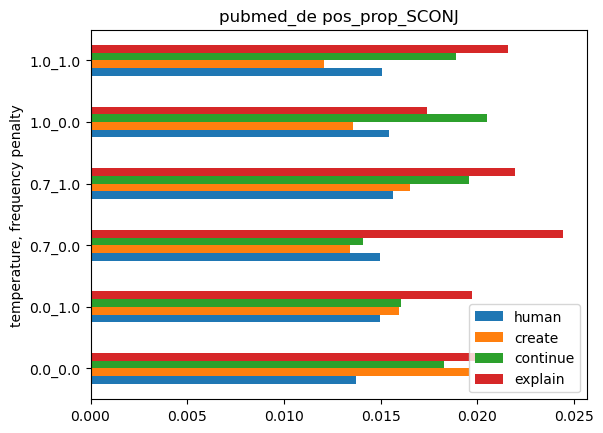 pubmed_de pos_prop_SCONJ
temperature, frequency penalty
1.0_1.0
1.0_0.0
0.7_1.0
0.7_0.0
0.0_1.0
0.0_0.0
human
create
continue
explain
0.000 0.005 0.010 0.015 0.020 0.025